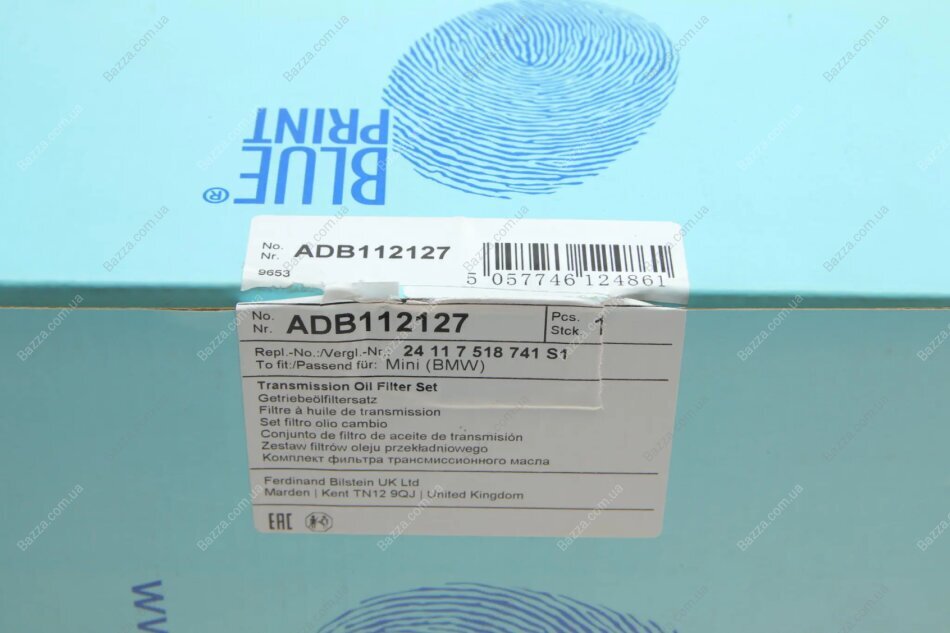 BLUE
PRINT
®
No.
Nr. ADB112127
9653
5 057746 124861
No.
Nr. ADB112127
Pcs.
Stck. 1
Repl.-No.:/Vergl.-Nr. 24 11 7 518 741 S1
To fit:/Passend für: Mini (BMW)
Transmission Oil Filter Set
Getriebeölfiltersatz
Filtre à huile de transmission
Set filtro olio cambio
Conjunto de filtro de aceite de transmisión
Zestaw filtrów oleju przekładniowego
Комплект фильтра трансмиссионного масла
Ferdinand Bilstein UK Ltd
Marden | Kent TN12 9QJ | United Kingdom
EAC
Bazza.com.ua